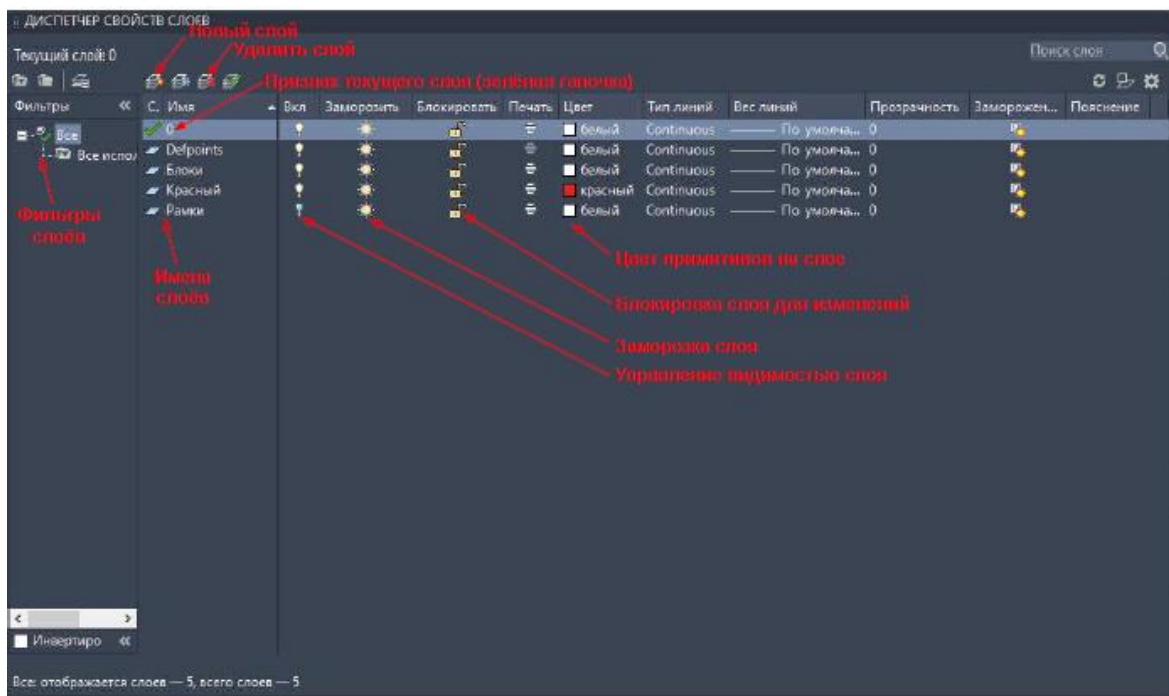 ДИСПЕТЧЕР СВОЙСТВ СЛОЕВ
Новый слой
Текущий слой: 0
Удалить слой
Поиск слоя
Признак текущего слоя (зелёная галочка)
Фильтры « С. Имя Вкл Заморозить Блокировать Печать Цвет Тип линий Вес линий Прозрачность Заморожен... Пояснение
Все 0 белый Continuous По умолча... 0
Все испол Defpoints белый Continuous По умолча... 0
Блоки белый Continuous По умолча... 0
Красный красный Continuous По умолча... 0
Рамки белый Continuous По умолча... 0
Фильтры
слоёв
Имена
слоёв
Цвет примитивов на слое
Блокировка слоя для изменений
Заморозка слоя
Управление видимостью слоя
Инвертиро «
Все: отображается слоев — 5, всего слоев — 5